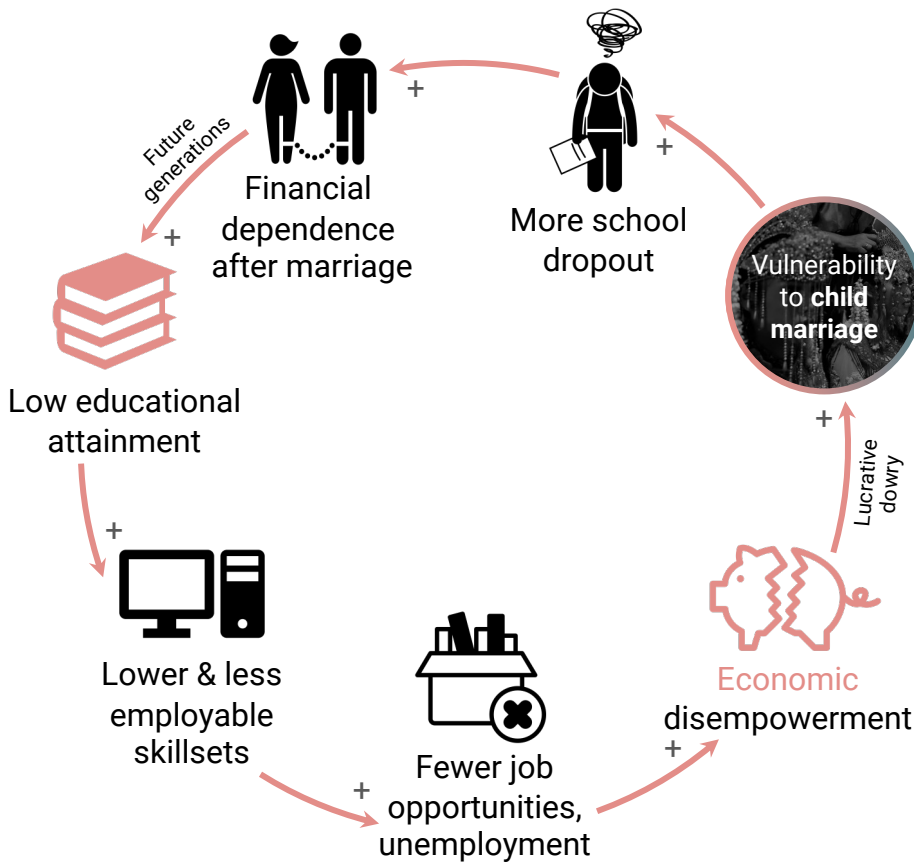 +
+
Future
generations
Financial
dependence
after marriage
More school
dropout
+
+
Vulnerability
to child
marriage
Low educational
attainment
+
Lucrative
dowry
+
Lower & less
employable
skillsets
Economic
disempowerment
+
+
Fewer job
opportunities,
unemployment